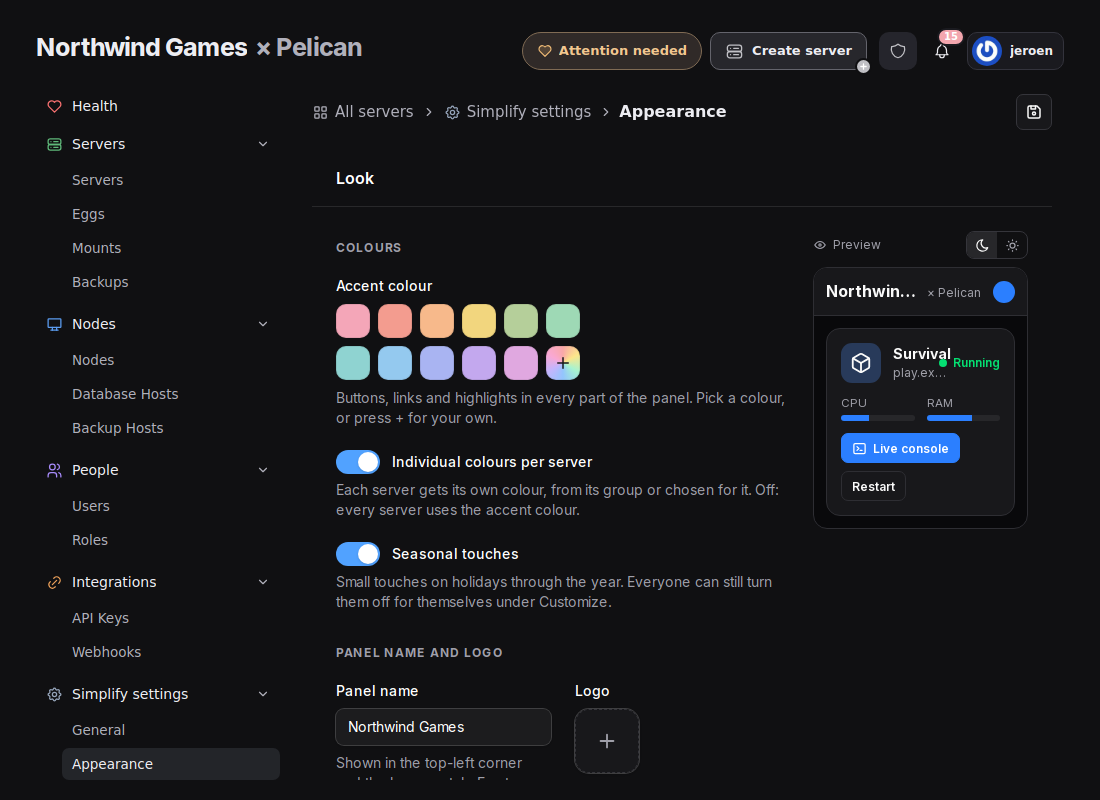 Northwind Games × Pelican
Attention needed
Create server
15
jeroen
Health
Servers
Servers
Eggs
Mounts
Backups
Nodes
Nodes
Database Hosts
Backup Hosts
People
Users
Roles
Integrations
API Keys
Webhooks
Simplify settings
General
Appearance
All servers > Simplify settings > Appearance
Look
COLOURS
Accent colour
Buttons, links and highlights in every part of the panel. Pick a colour,
or press + for your own.
Individual colours per server
Each server gets its own colour, from its group or chosen for it. Off:
every server uses the accent colour.
Seasonal touches
Small touches on holidays through the year. Everyone can still turn
them off for themselves under Customize.
PANEL NAME AND LOGO
Panel name
Logo
Northwind Games
Shown in the top-left corner
Preview
Northwin... × Pelican
Survival
play.ex...
Running
CPU
RAM
Live console
Restart